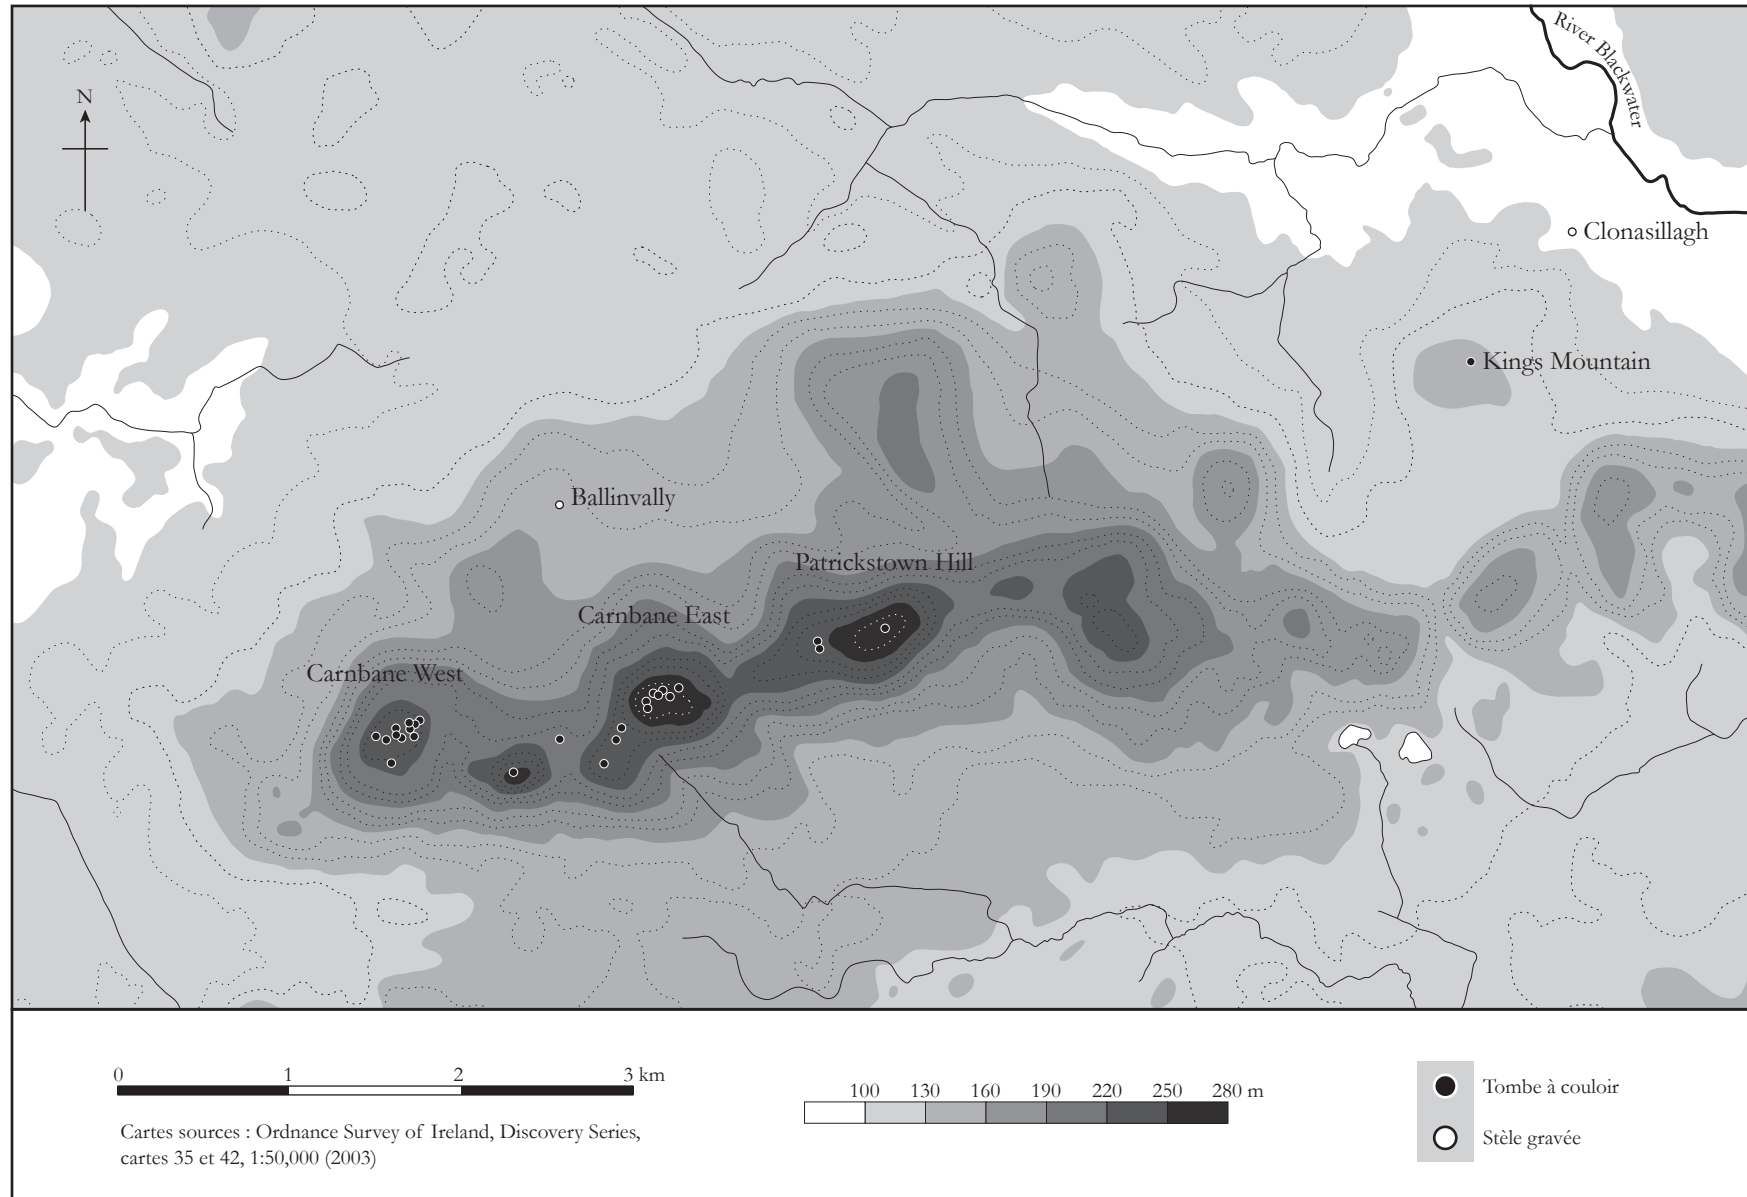 River Blackwater
N
Clonasillagh
Kings Mountain
Ballinvally
Patrickstown Hill
Carnbane East
Carnbane West
0 1 2 3 km
100 130 160 190 220 250 280 m
Tombe à couloir
Cartes sources : Ordnance Survey of Ireland, Discovery Series,
cartes 35 et 42, 1:50,000 (2003)
Stèle gravée